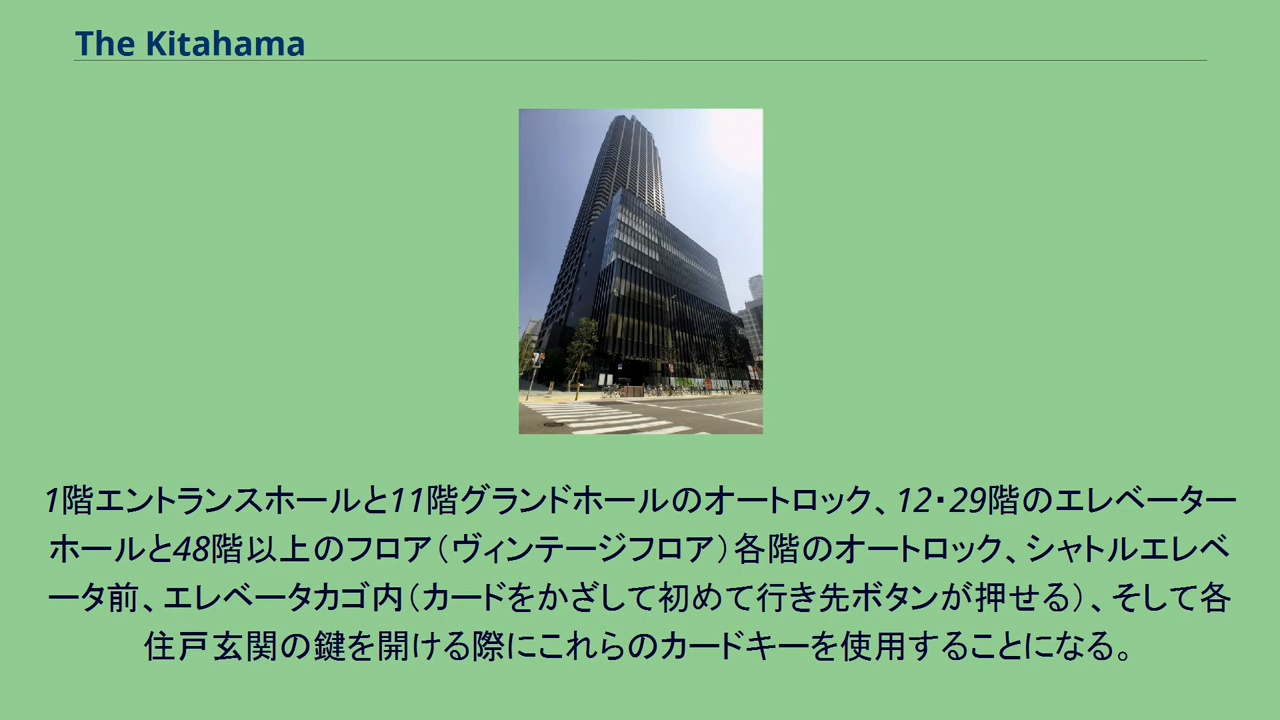 The Kitahama
1階エントランスホールと11階グランドホールのオートロック、12・29階のエレベーター
ホールと48階以上のフロア（ヴィンテージフロア）各階のオートロック、シャトルエレベ
ータ前、エレベータカゴ内（カードをかざして初めて行き先ボタンが押せる）、そして各
住戸玄関の鍵を開ける際にこれらのカードキーを使用することになる。